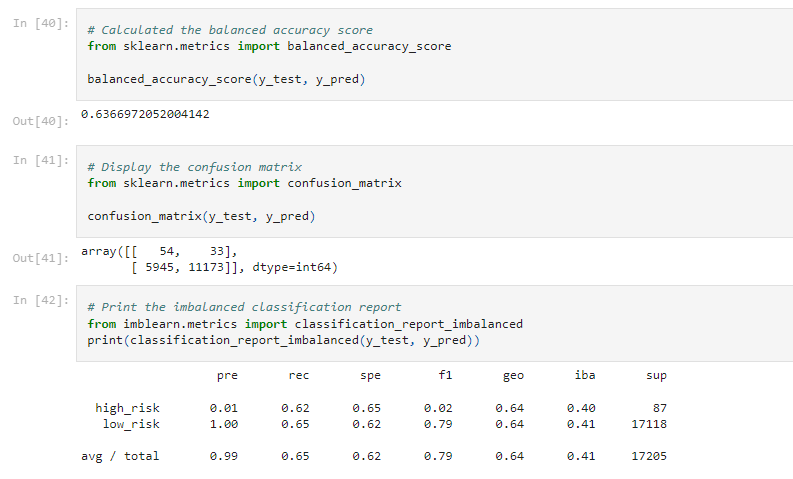 In [40]:
# Calculated the balanced accuracy score
from sklearn.metrics import balanced_accuracy_score
balanced_accuracy_score(y_test, y_pred)
Out[40]: 0.6366972052004142
In [41]:
# Display the confusion matrix
from sklearn.metrics import confusion_matrix
confusion_matrix(y_test, y_pred)
Out[41]: array([[   54,    33],
       [ 5945, 11173]], dtype=int64)
In [42]:
# Print the imbalanced classification report
from imblearn.metrics import classification_report_imbalanced
print(classification_report_imbalanced(y_test, y_pred))
pre rec spe f1 geo iba sup
high_risk 0.01 0.62 0.65 0.02 0.64 0.40 87
low_risk 1.00 0.65 0.62 0.79 0.64 0.41 17118
avg / total 0.99 0.65 0.62 0.79 0.64 0.41 17205